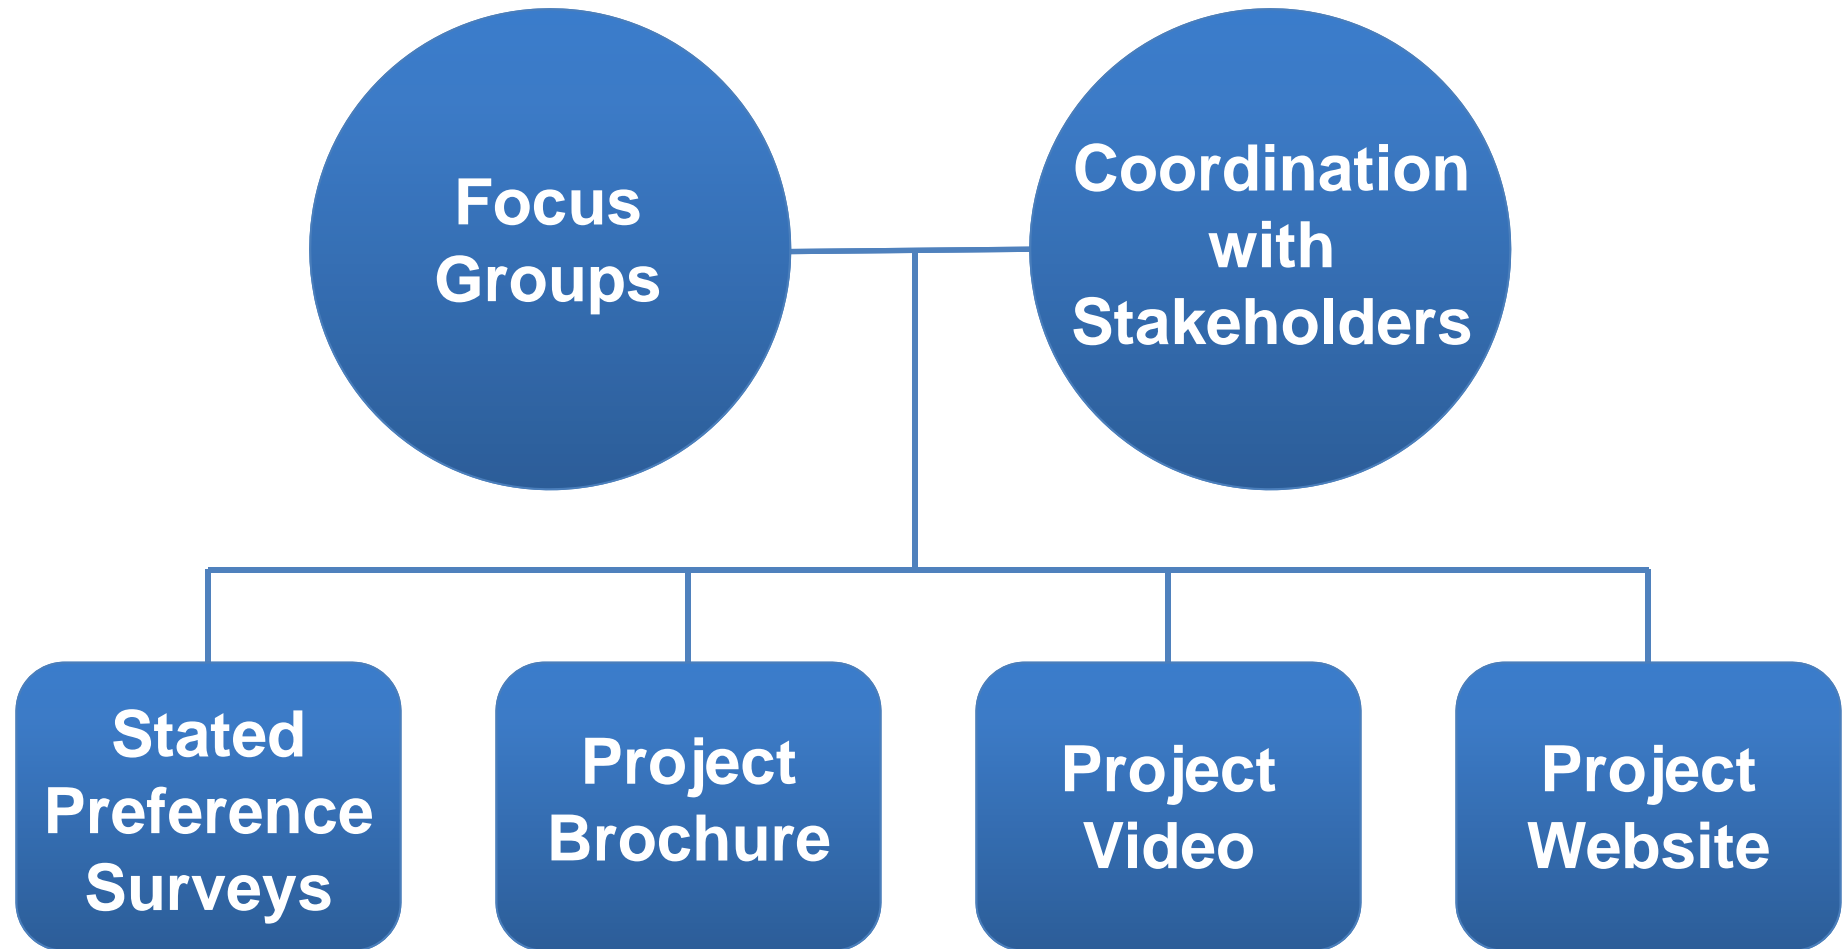 Focus
Groups
Coordination
with
Stakeholders
Stated
Preference
Surveys
Project
Brochure
Project
Video
Project
Website